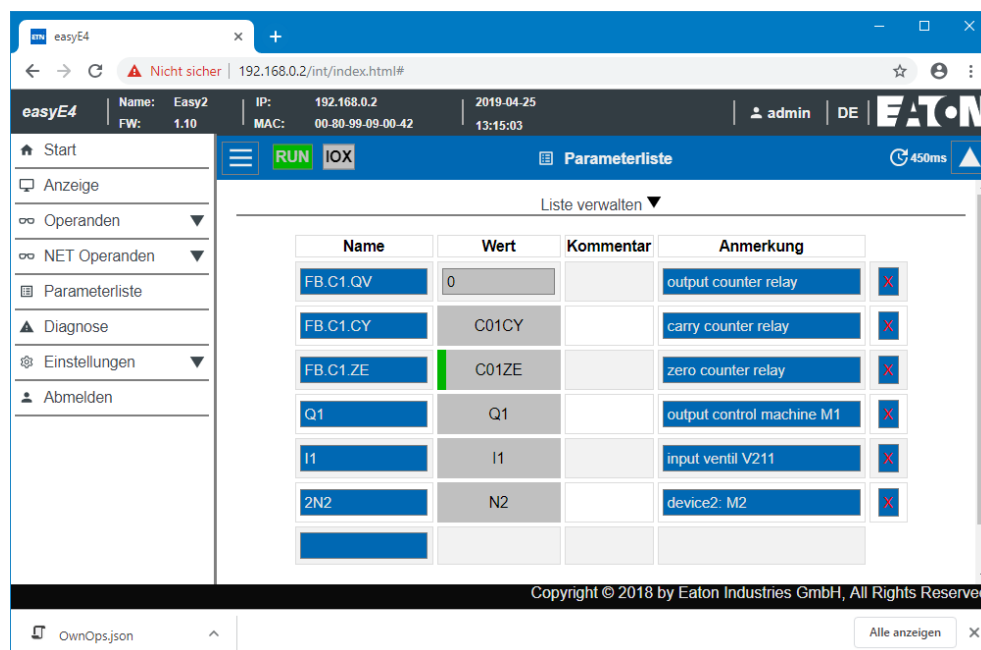 ETN easyE4
Nicht sicher | 192.168.0.2/int/index.html#
easyE4
Name: Easy2
FW: 1.10
IP: 192.168.0.2
MAC: 00-80-99-09-00-42
2019-04-25
13:15:03
admin
DE
EATON
Start
Anzeige
Operanden
NET Operanden
Parameterliste
Diagnose
Einstellungen
Abmelden
RUN IOX Parameterliste 450ms
Liste verwalten
Name Wert Kommentar Anmerkung
FB.C1.QV 0 output counter relay X
FB.C1.CY C01CY carry counter relay X
FB.C1.ZE C01ZE zero counter relay X
Q1 Q1 output control machine M1 X
I1 I1 input ventil V211 X
2N2 N2 device2: M2 X
Copyright © 2018 by Eaton Industries GmbH, All Rights Reserved
OwnOps.json
Alle anzeigen